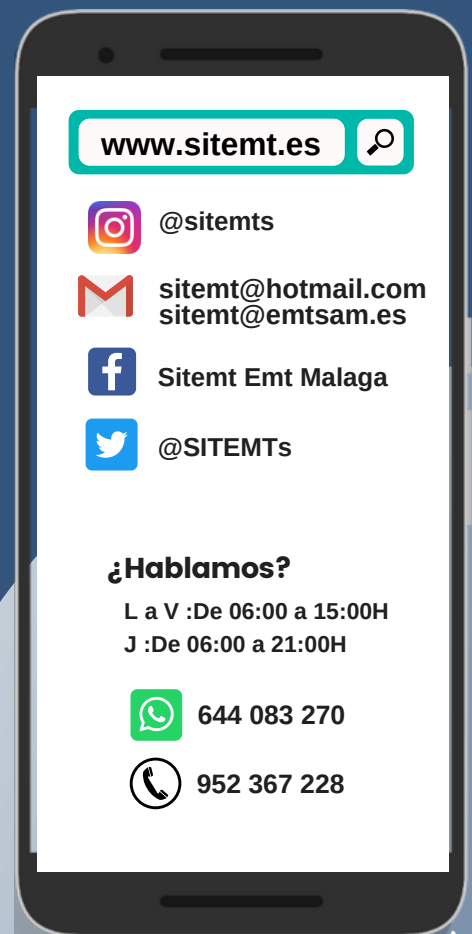 www.sitemt.es
@sitemts
sitemt@hotmail.com
sitemt@emtsam.es
Sitemt Emt Malaga
@SITEMTs
¿Hablamos?
L a V :De 06:00 a 15:00H
J :De 06:00 a 21:00H
644 083 270
952 367 228